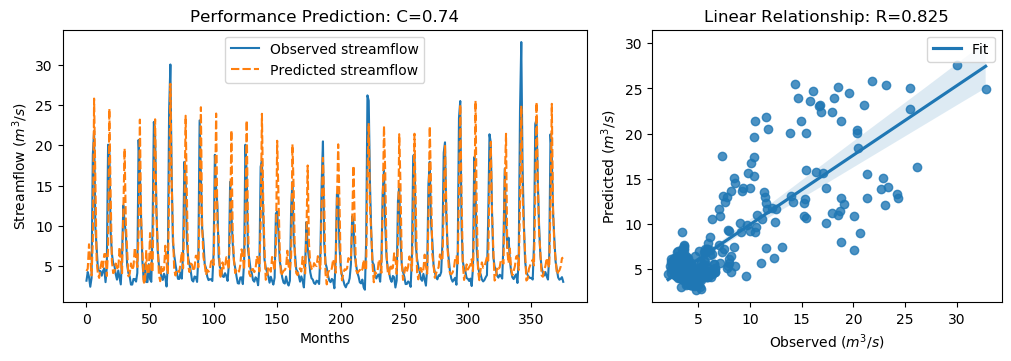 Performance Prediction: C=0.74
Observed streamflow
Predicted streamflow
Streamflow (m³/s)
30
25
20
15
10
5
0
50
100
150
200
250
300
350
Months
Linear Relationship: R=0.825
Fit
Predicted (m³/s)
30
25
20
15
10
5
5
10
15
20
25
30
Observed (m³/s)